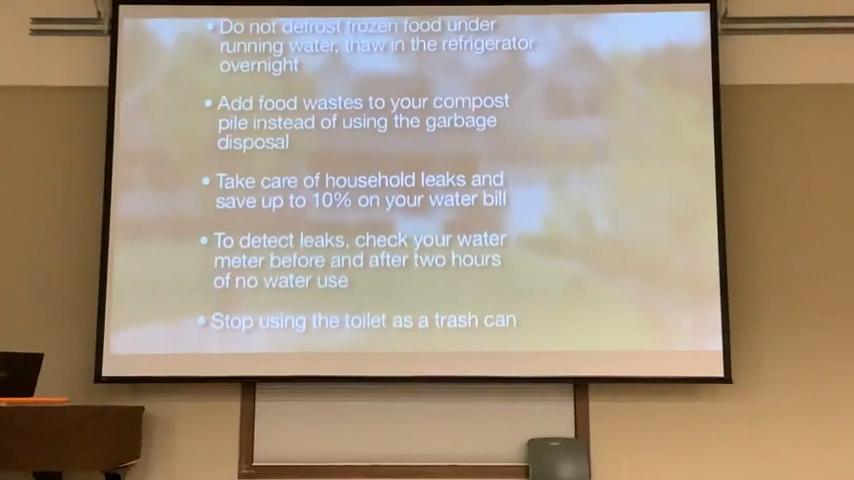 • Do not defrost frozen food under
running water, thaw in the refrigerator
overnight
• Add food wastes to your compost
pile instead of using the garbage
disposal
• Take care of household leaks and
save up to 10% on your water bill
• To detect leaks, check your water
meter before and after two hours
of no water use
• Stop using the toilet as a trash can